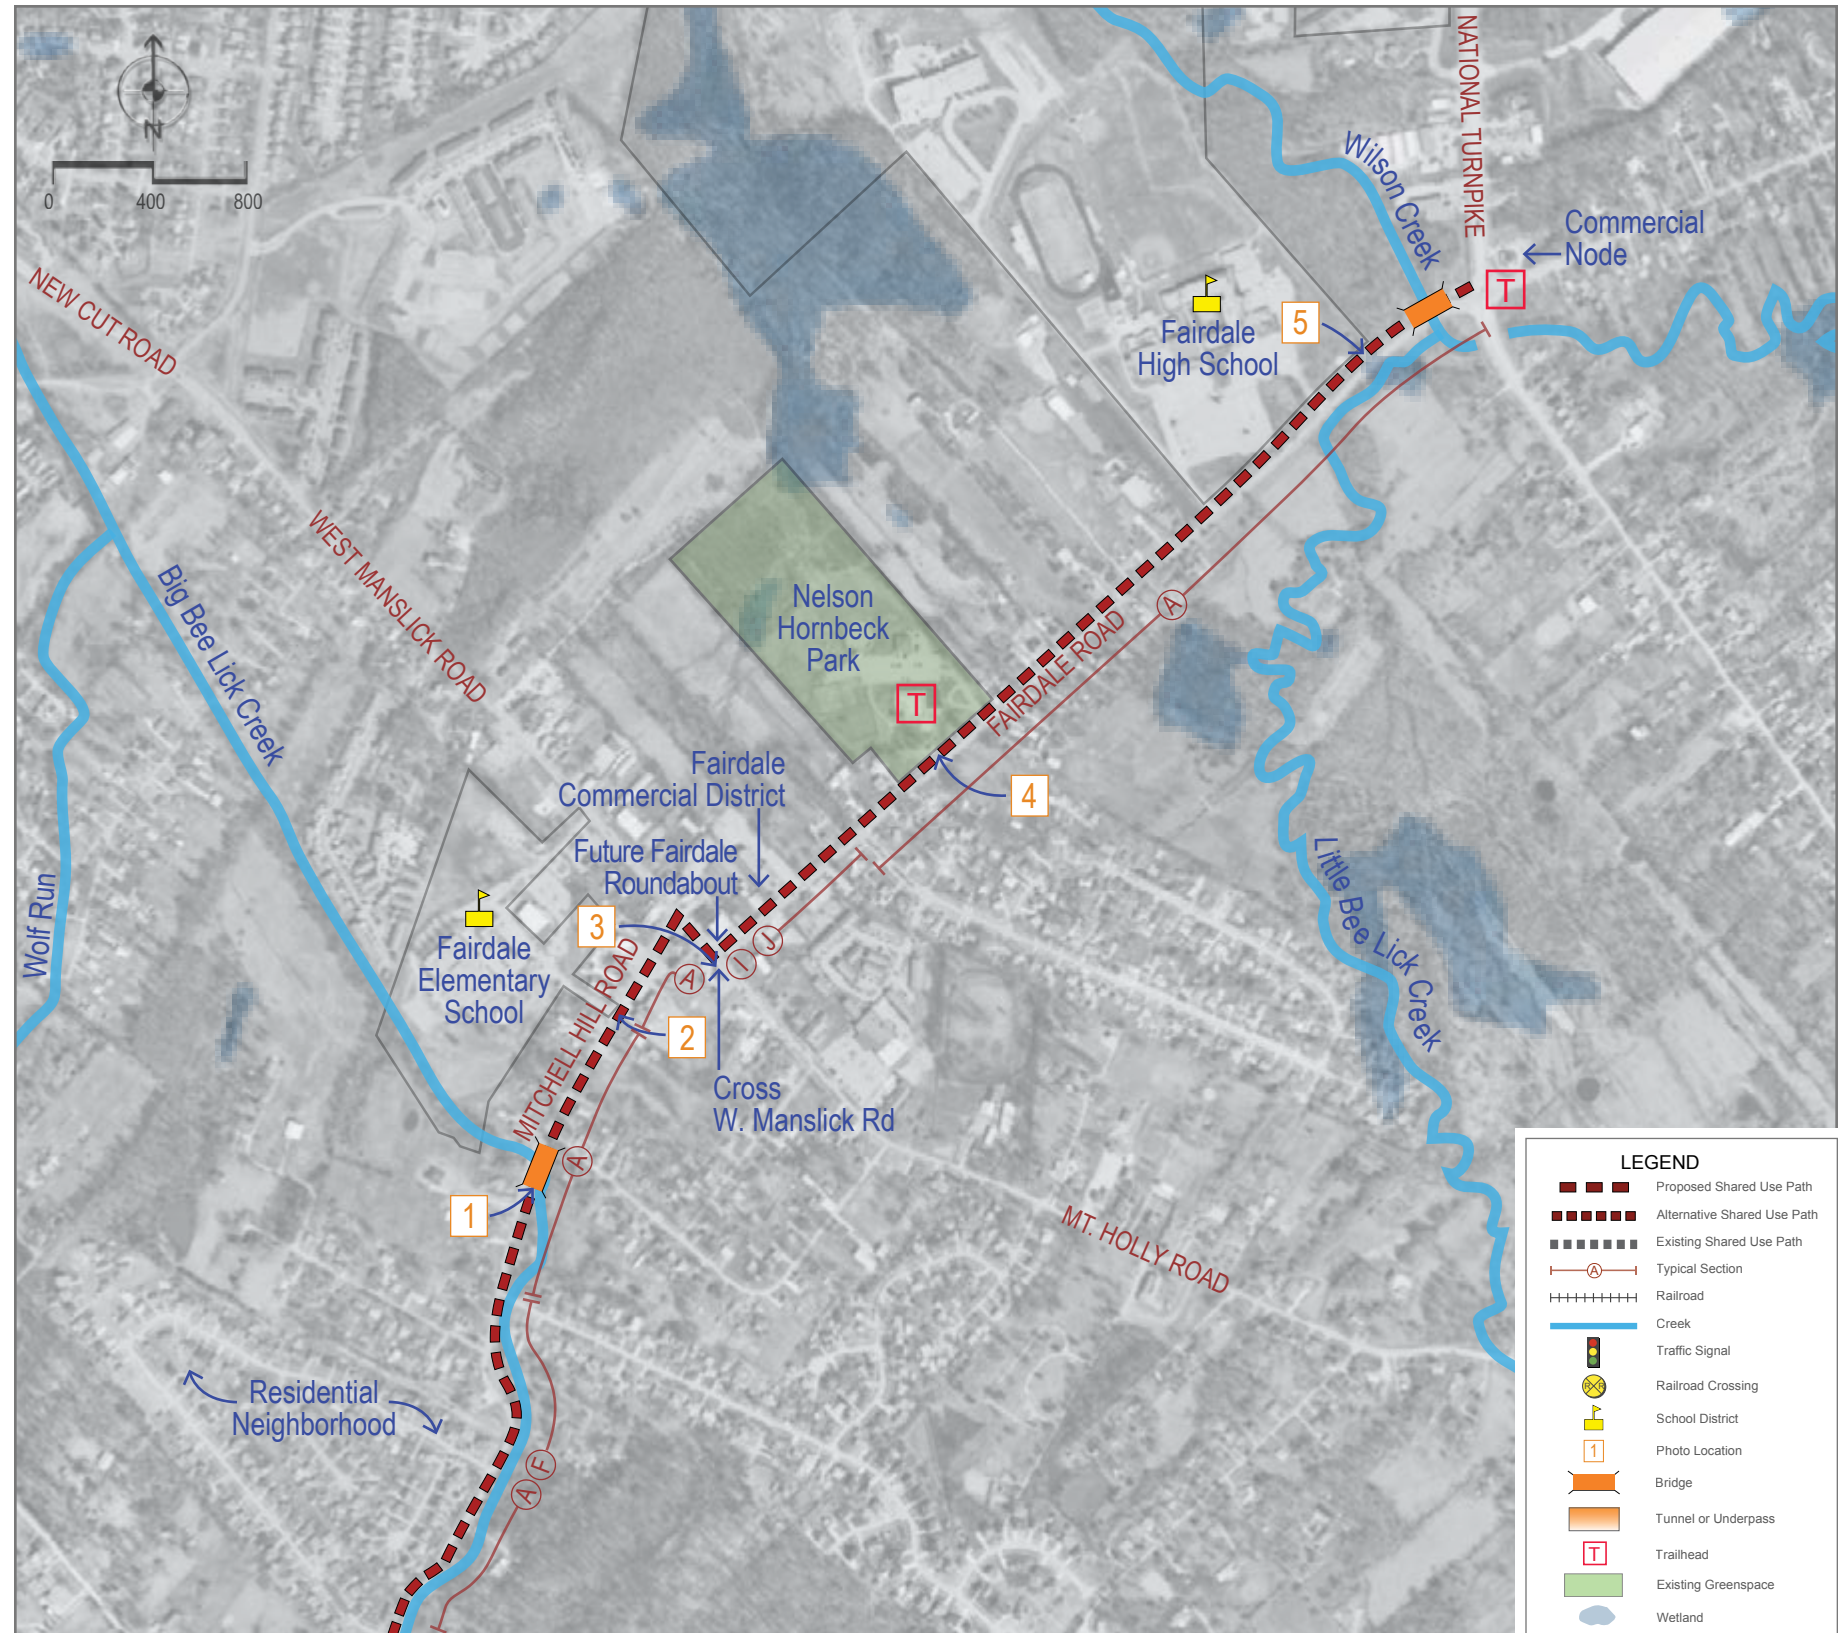 N
0 400 800
NATIONAL TURNPIKE
Wilson Creek
Commercial
Node
T
5
Fairdale
High School
NEW CUT ROAD
WEST MANSLICK ROAD
Big Bee Lick Creek
Wolf Run
Nelson
Hornbeck
Park
T
A
FAIRDALE ROAD
4
Fairdale
Commercial District
Future Fairdale
Roundabout
3
Fairdale
Elementary
School
MITCHELL HILL ROAD
A
I
J
2
Cross
W. Manslick Rd
A
1
Little Bee Lick Creek
MT. HOLLY ROAD
Residential
Neighborhood
F
A
LEGEND
Proposed Shared Use Path
Alternative Shared Use Path
Existing Shared Use Path
A Typical Section
Railroad
Creek
Traffic Signal
R R Railroad Crossing
School District
1 Photo Location
Bridge
Tunnel or Underpass
T Trailhead
Existing Greenspace
Wetland